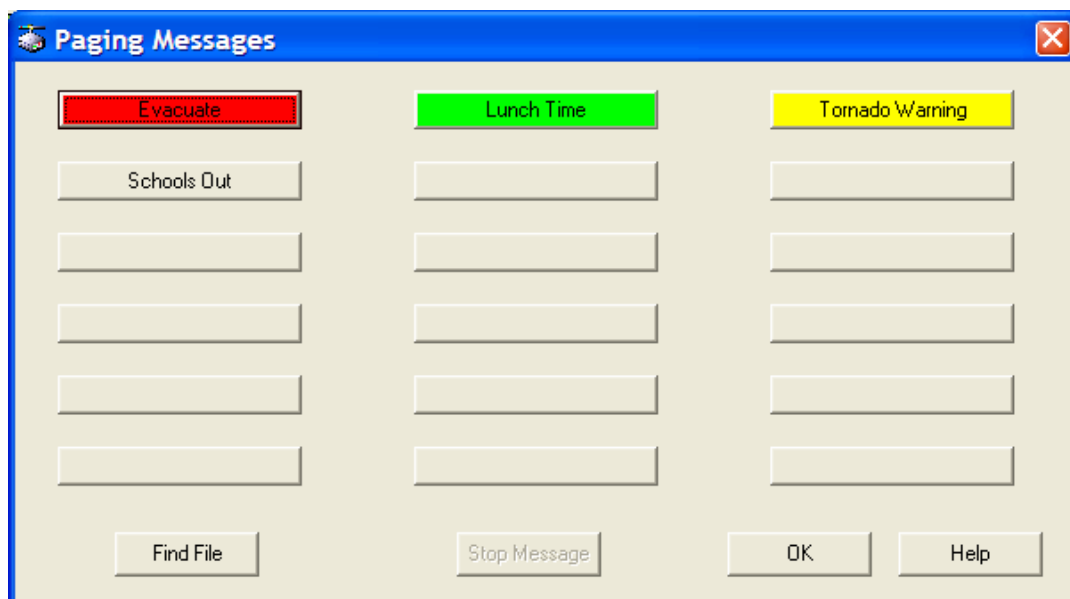 Paging Messages
Evacuate Lunch Time Tornado Warning
Schools Out
Find File Stop Message OK Help